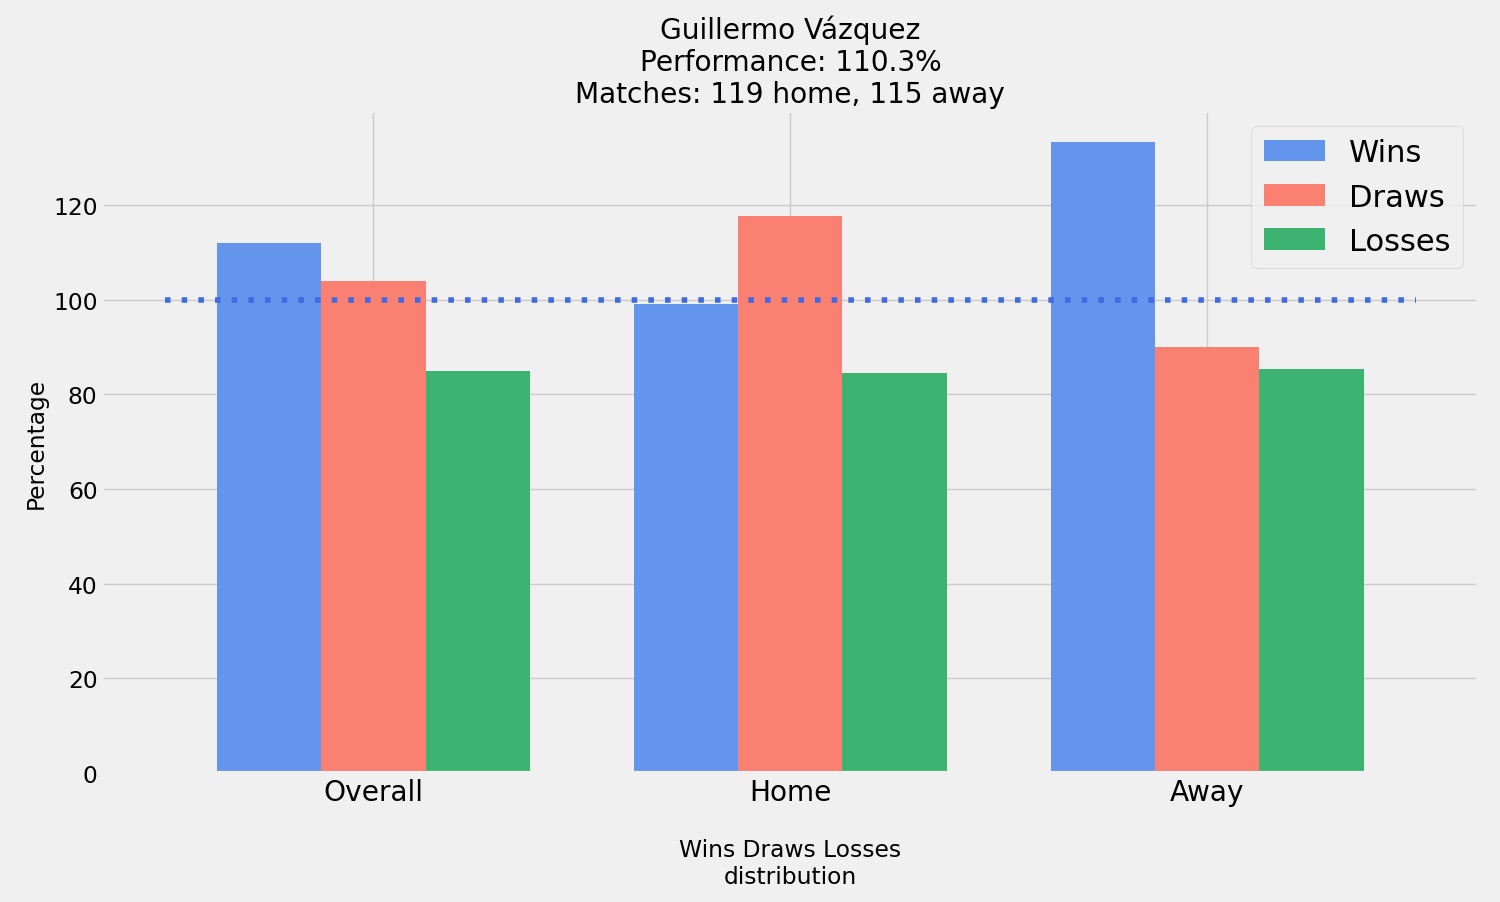 Guillermo Vázquez
Performance: 110.3%
Matches: 119 home, 115 away
Wins
Draws
Losses
120
100
80
60
40
20
0
Percentage
Overall
Home
Away
Wins Draws Losses
distribution